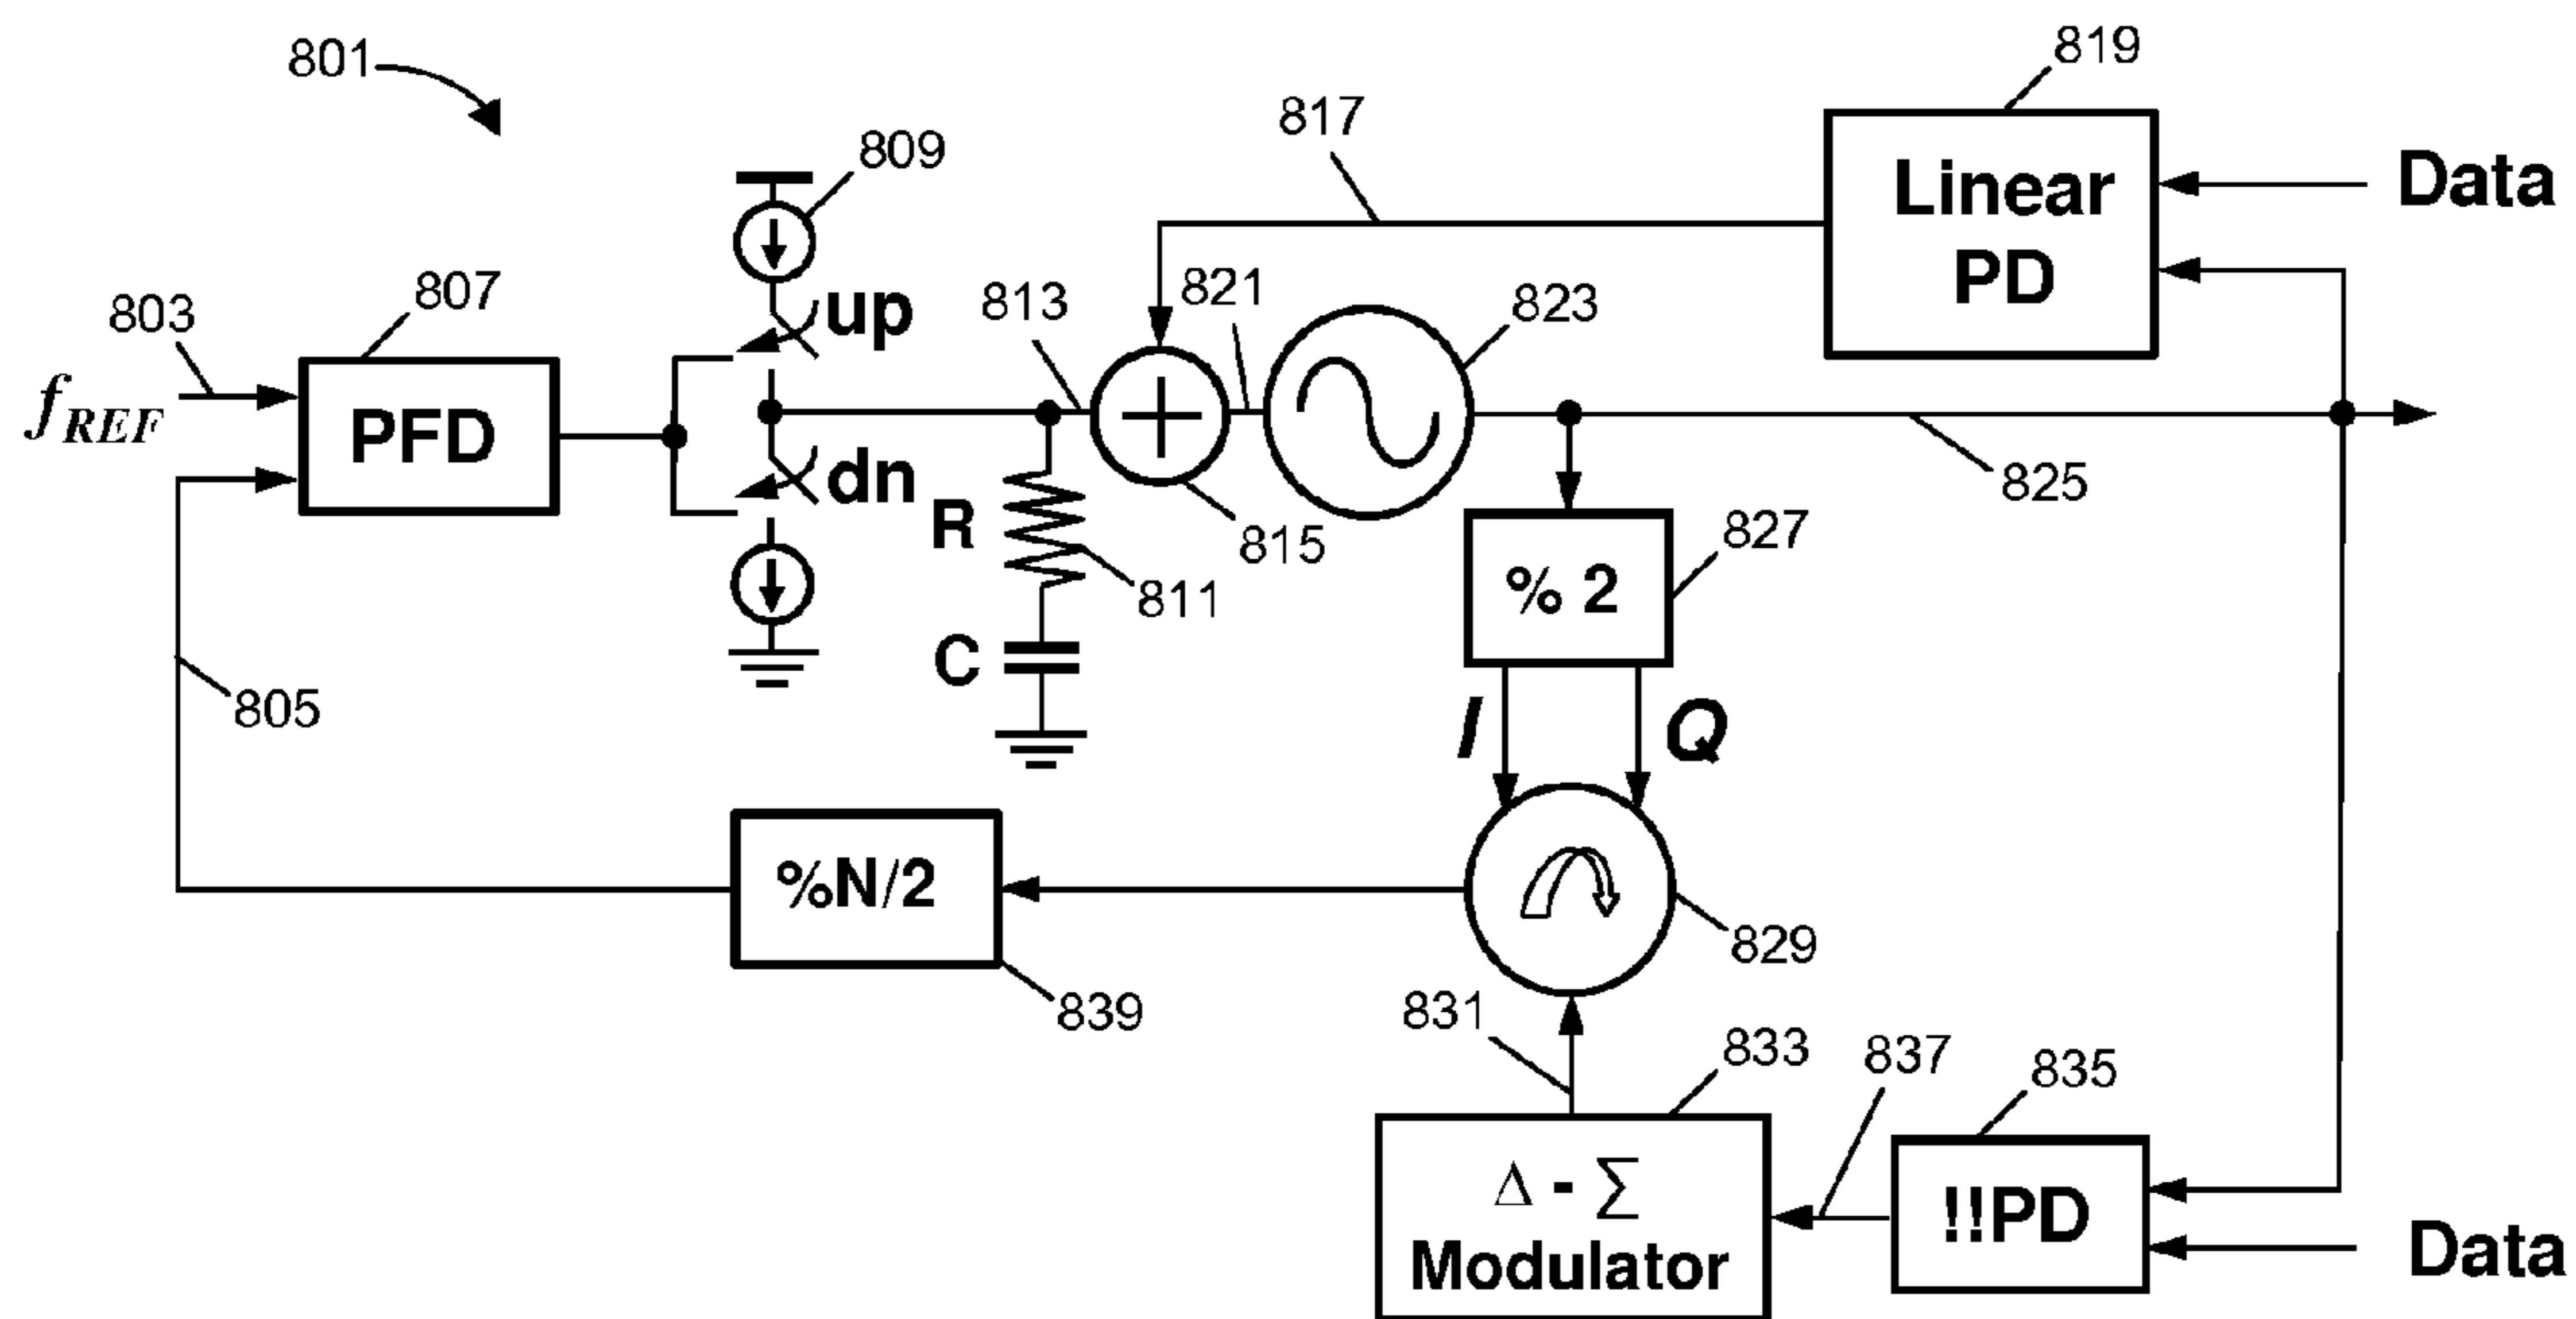 801
819
817
809
Data
Linear
PD
803
807
up
813
821
823
f_REF
PFD
dn
R
815
825
% 2
827
811
C
805
I
Q
%N/2
829
839
831
833
837
835
Δ - Σ
Modulator
!!PD
Data